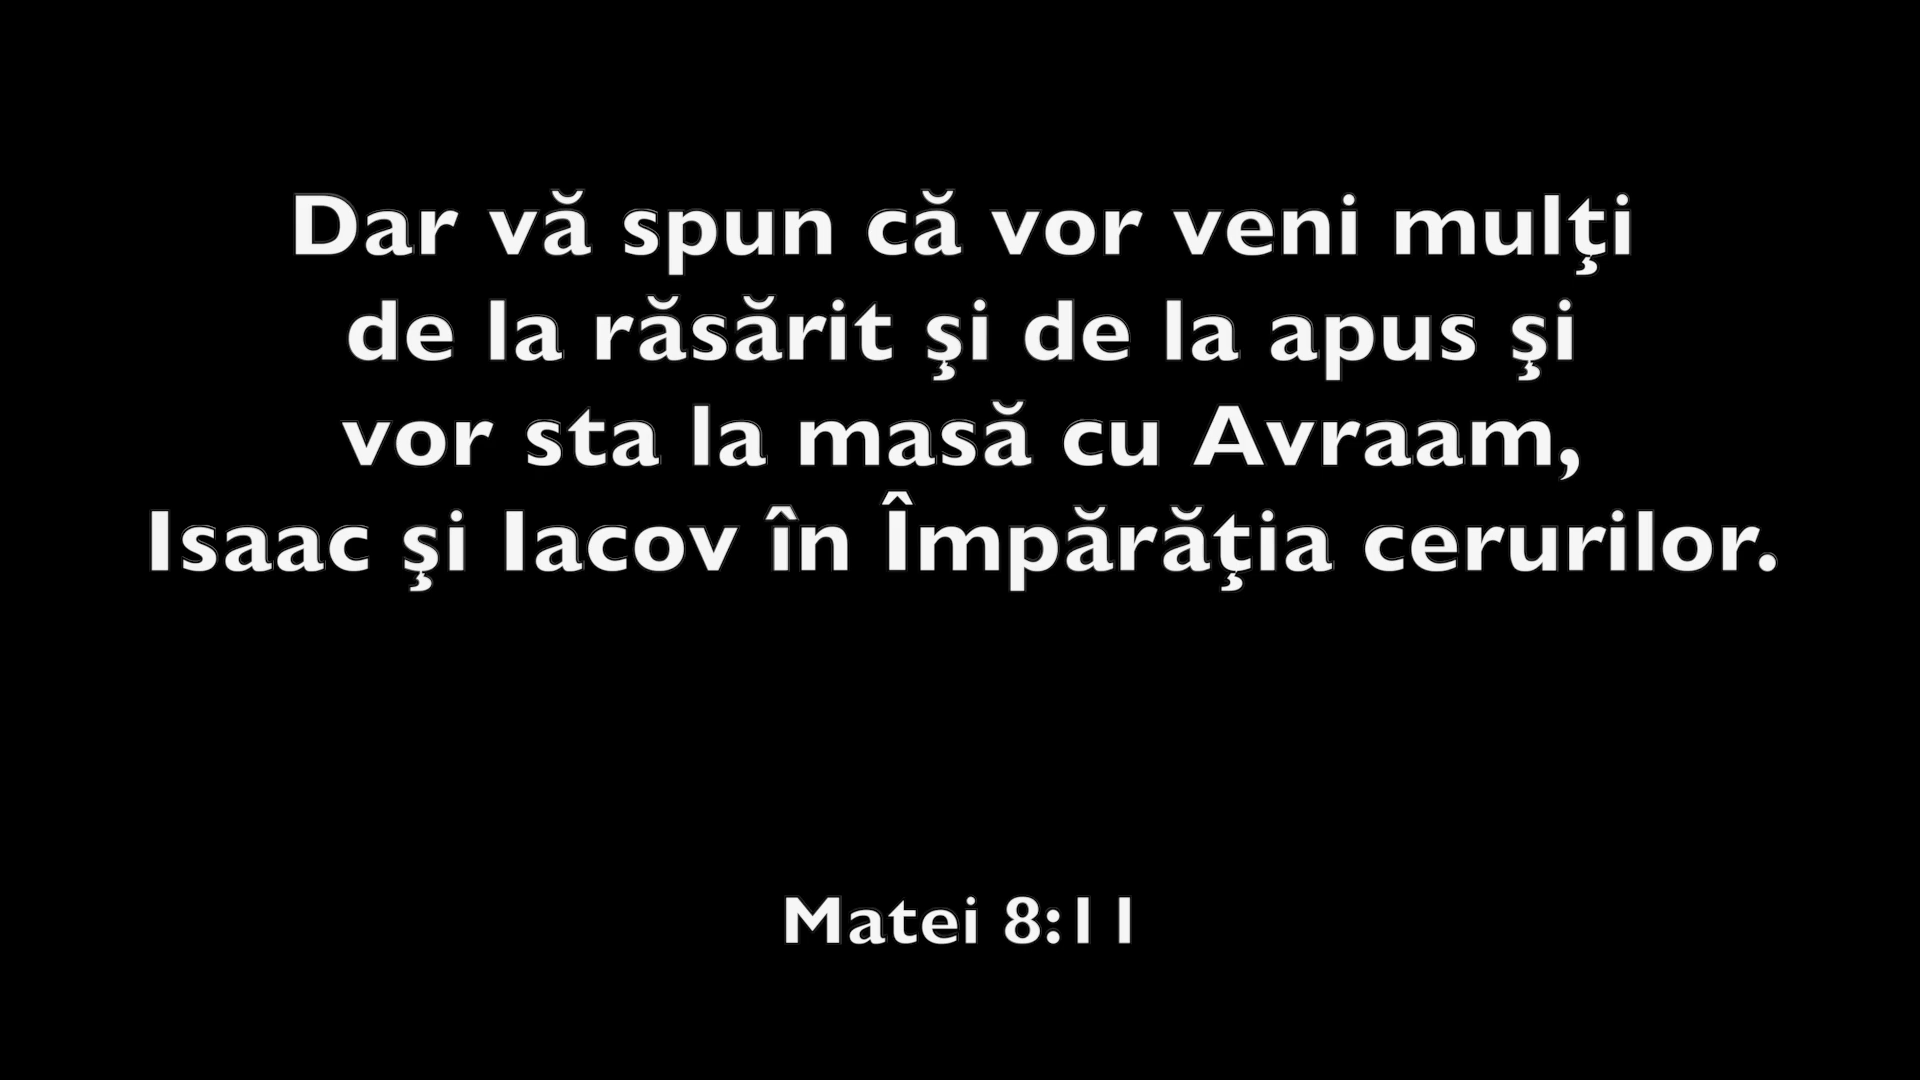 Dar vă spun că vor veni mulţi
de la răsărit şi de la apus şi
vor sta la masă cu Avraam,
Isaac şi Iacov în Împărăţia cerurilor.
Matei 8:11